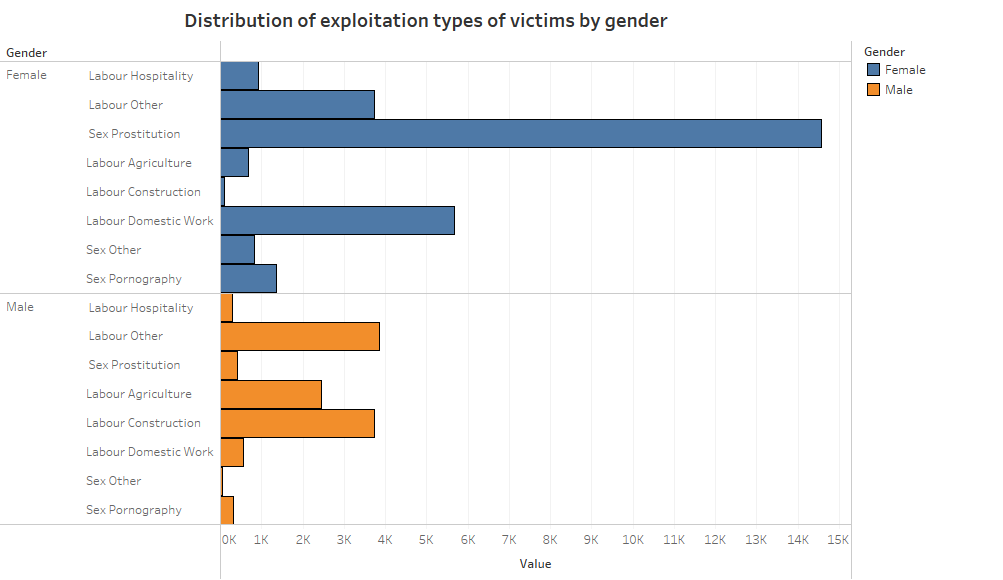 Distribution of exploitation types of victims by gender
Gender
Female
Labour Hospitality
Labour Other
Sex Prostitution
Labour Agriculture
Labour Construction
Labour Domestic Work
Sex Other
Sex Pornography
Male
Labour Hospitality
Labour Other
Sex Prostitution
Labour Agriculture
Labour Construction
Labour Domestic Work
Sex Other
Sex Pornography
0K 1K 2K 3K 4K 5K 6K 7K 8K 9K 10K 11K 12K 13K 14K 15K
Value
Gender
Female
Male